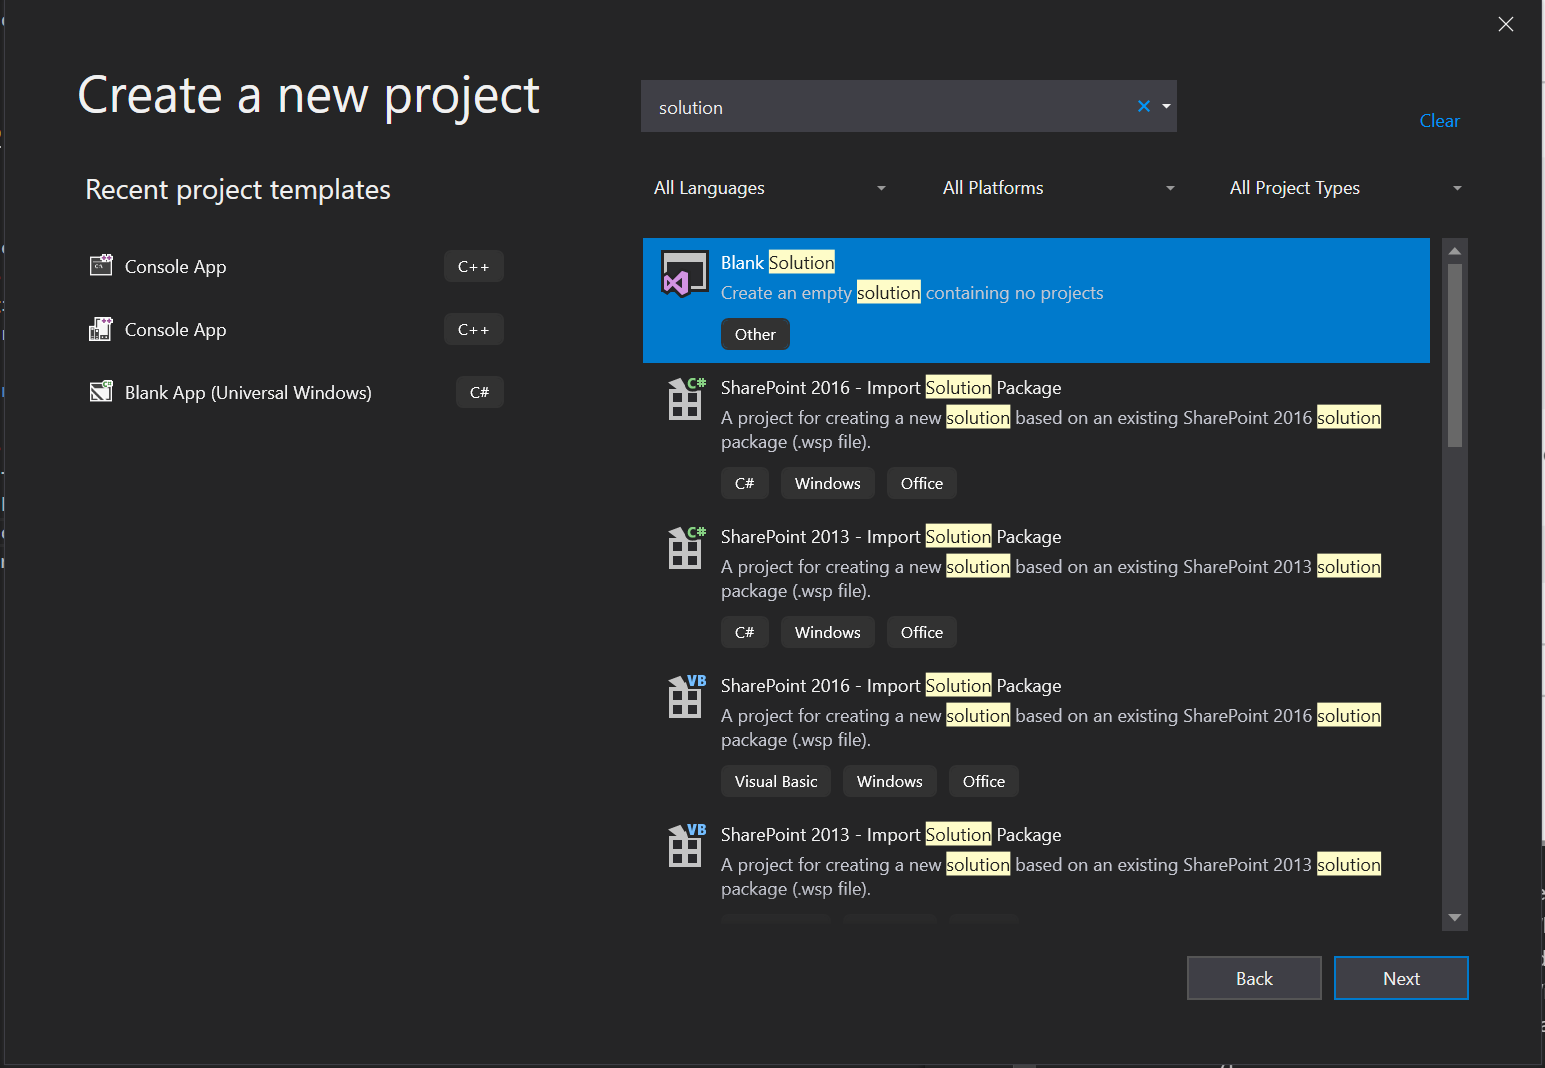 Create a new project
solution
Clear
Recent project templates
All Languages
All Platforms
All Project Types
Console App
C++
Console App
C++
Blank App (Universal Windows)
C#
Blank Solution
Create an empty solution containing no projects
Other
SharePoint 2016 - Import Solution Package
A project for creating a new solution based on an existing SharePoint 2016 solution
package (.wsp file).
C#
Windows
Office
SharePoint 2013 - Import Solution Package
A project for creating a new solution based on an existing SharePoint 2013 solution
package (.wsp file).
C#
Windows
Office
SharePoint 2016 - Import Solution Package
A project for creating a new solution based on an existing SharePoint 2016 solution
package (.wsp file).
Visual Basic
Windows
Office
SharePoint 2013 - Import Solution Package
A project for creating a new solution based on an existing SharePoint 2013 solution
package (.wsp file).
Back
Next